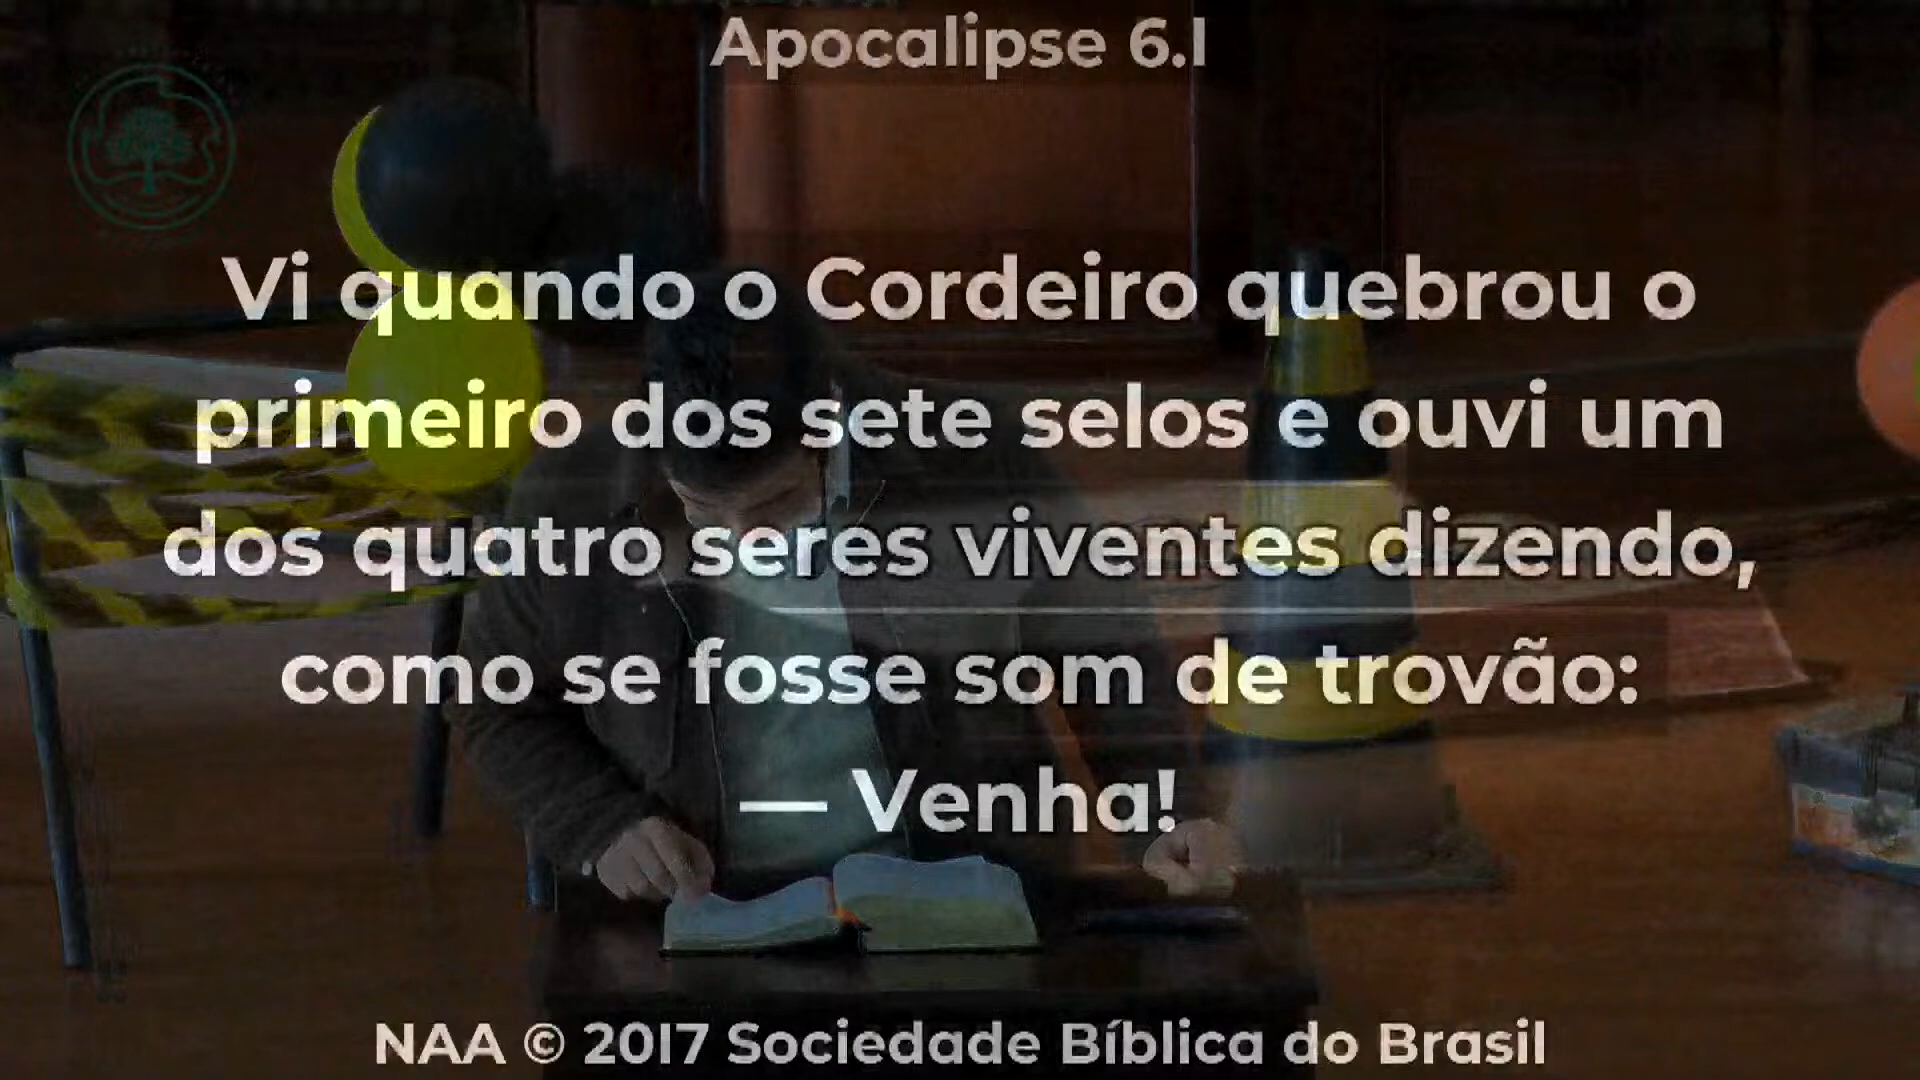 Apocalipse 6.1
Vi quando o Cordeiro quebrou o
primeiro dos sete selos e ouvi um
dos quatro seres viventes dizendo,
como se fosse som de trovão:
— Venha!
NAA © 2017 Sociedade Bíblica do Brasil